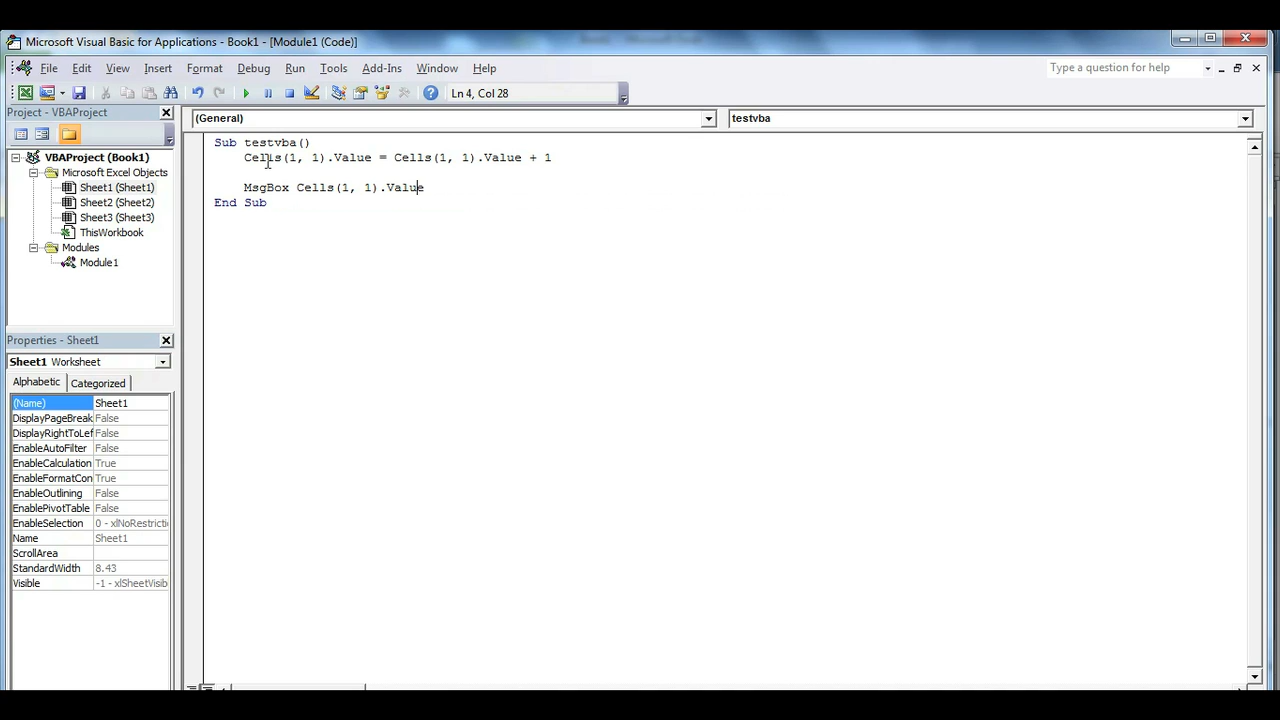 Microsoft Visual Basic for Applications - Book1 - [Module1 (Code)]
File Edit View Insert Format Debug Run Tools Add-Ins Window Help
Type a question for help
Ln 4, Col 28
Project - VBAProject
(General)
testvba
VBAProject (Book1)
Microsoft Excel Objects
Sheet1 (Sheet1)
Sheet2 (Sheet2)
Sheet3 (Sheet3)
ThisWorkbook
Modules
Module1
Sub testvba()
Cells(1, 1).Value = Cells(1, 1).Value + 1
MsgBox Cells(1, 1).Value
End Sub
Properties - Sheet1
Sheet1 Worksheet
Alphabetic Categorized
(Name) Sheet1
DisplayPageBreak False
DisplayRightToLef False
EnableAutoFilter False
EnableCalculation True
EnableFormatCon True
EnableOutlining False
EnablePivotTable False
EnableSelection 0 - xlNoRestrictio
Name Sheet1
ScrollArea
StandardWidth 8.43
Visible -1 - xlSheetVisib